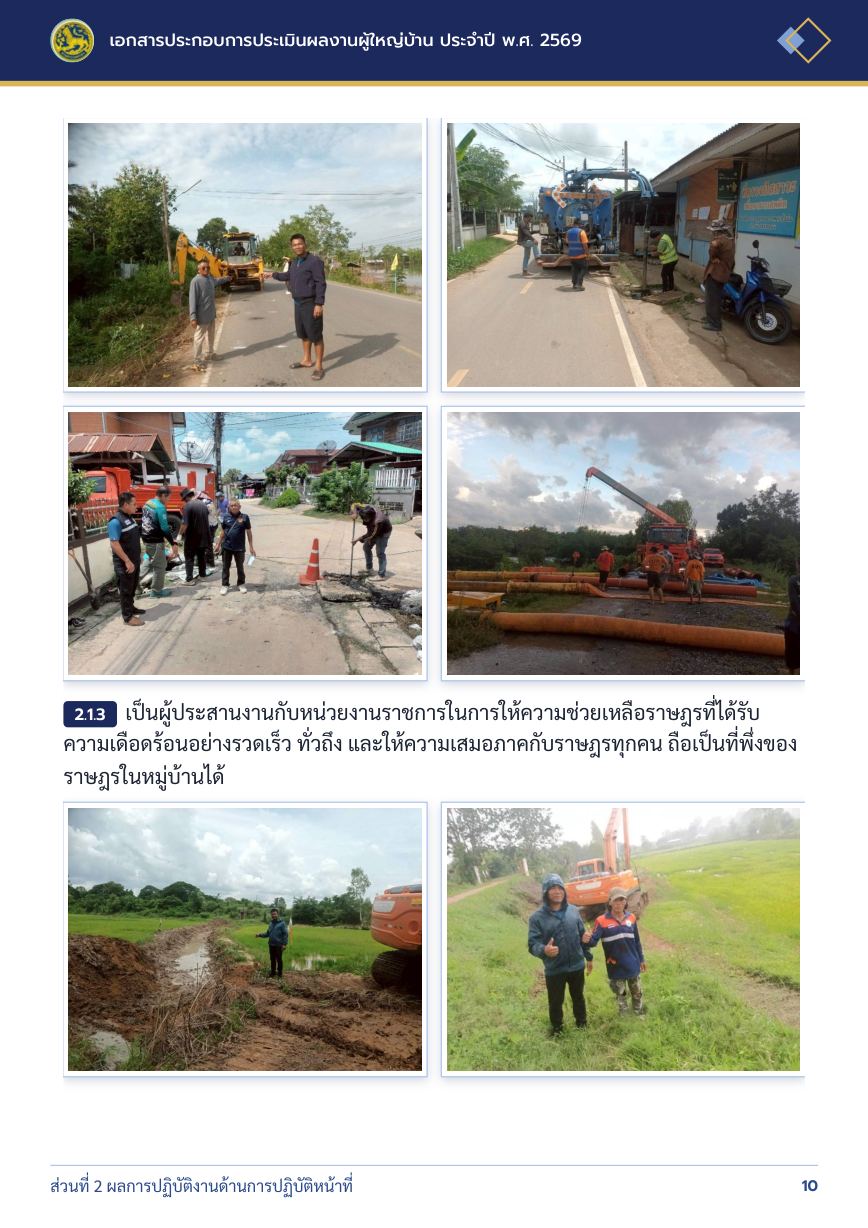 เอกสารประกอบการประเมินผลงานผู้ใหญ่บ้าน ประจำปี พ.ศ. 2569
2.1.3 เป็นผู้ประสานงานกับหน่วยงานราชการในการให้ความช่วยเหลือราษฎรที่ได้รับ
ความเดือดร้อนอย่างรวดเร็ว ทั่วถึง และให้ความเสมอภาคกับราษฎรทุกคน ถือเป็นที่พึ่งของ
ราษฎรในหมู่บ้านได้
ส่วนที่ 2 ผลการปฏิบัติงานด้านการปฏิบัติหน้าที่
10